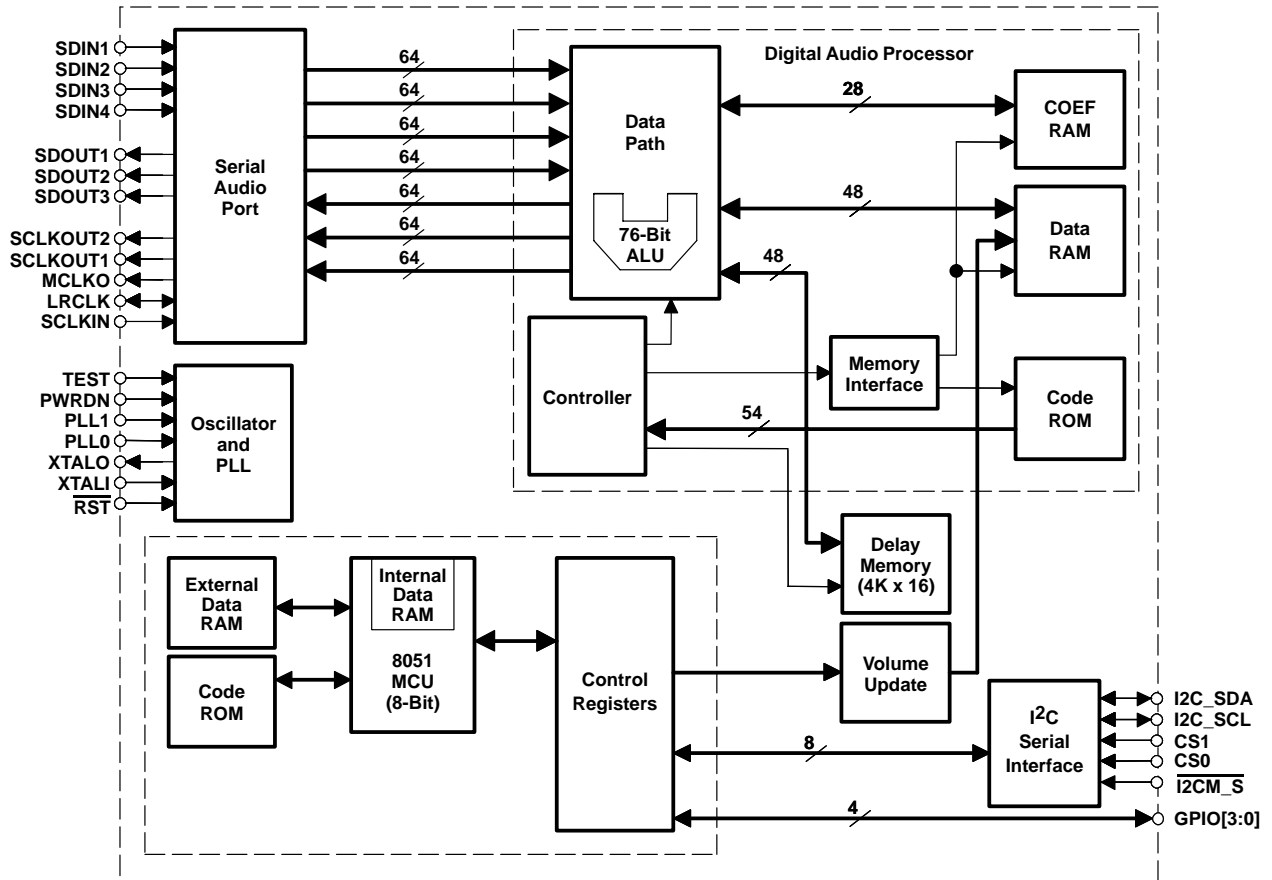 SDIN1
SDIN2
SDIN3
SDIN4
SDOUT1
SDOUT2
SDOUT3
SCLKOUT2
SCLKOUT1
MCLKO
LRCLK
SCLKIN
Serial
Audio
Port
64
64
64
64
64
64
64
Digital Audio Processor
Data
Path
76-Bit
ALU
28
48
48
COEF
RAM
Data
RAM
Controller
Memory
Interface
Code
ROM
54
TEST
PWRDN
PLL1
PLL0
XTALO
XTALI
RST
Oscillator
and
PLL
Delay
Memory
(4K x 16)
External
Data
RAM
Code
ROM
Internal
Data
RAM
8051
MCU
(8-Bit)
Control
Registers
Volume
Update
8
4
I2C
Serial
Interface
I2C_SDA
I2C_SCL
CS1
CS0
I2CM_S
GPIO[3:0]